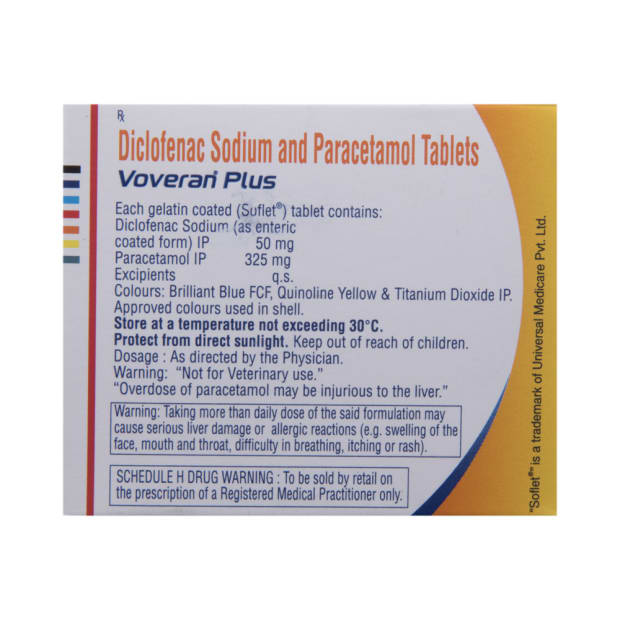 Rx
Diclofenac Sodium and Paracetamol Tablets
Voveran Plus
Each gelatin coated (Suflet®) tablet contains:
Diclofenac Sodium (as enteric
coated form) IP 50 mg
Paracetamol IP 325 mg
Excipients q.s.
Colours: Brilliant Blue FCF, Quinoline Yellow & Titanium Dioxide IP.
Approved colours used in shell.
Store at a temperature not exceeding 30°C.
Protect from direct sunlight. Keep out of reach of children.
Dosage : As directed by the Physician.
Warning: "Not for Veterinary use."
"Overdose of paracetamol may be injurious to the liver."
Warning: Taking more than daily dose of the said formulation may
cause serious liver damage or allergic reactions (e.g. swelling of the
face, mouth and throat, difficulty in breathing, itching or rash).
SCHEDULE H DRUG WARNING : To be sold by retail on
the prescription of a Registered Medical Practitioner only.
"Soflet®" is a trademark of Universal Medicare Pvt. Ltd.